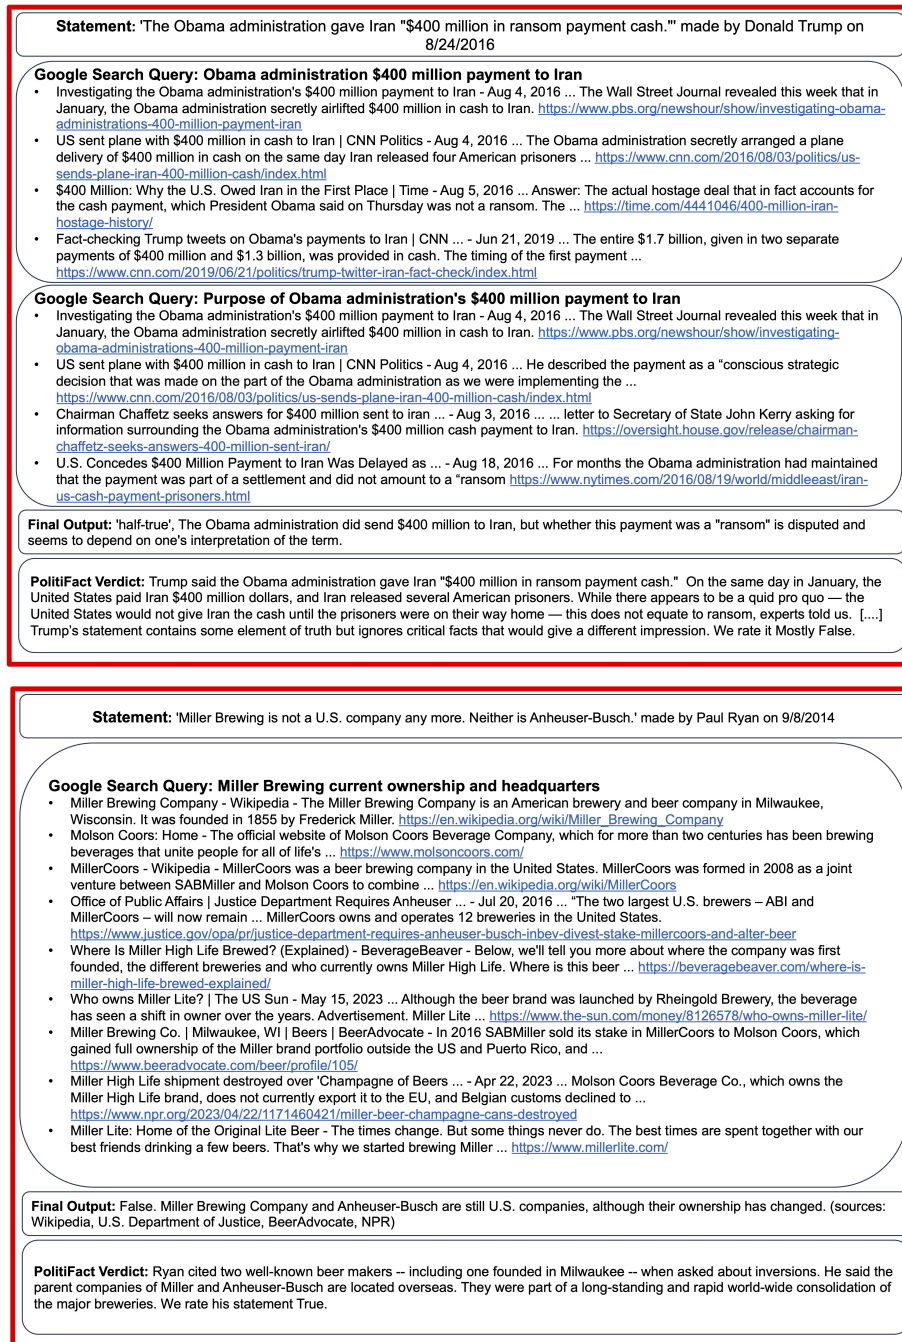 Statement: 'The Obama administration gave Iran "$400 million in ransom payment cash."' made by Donald Trump on
8/24/2016
Google Search Query: Obama administration $400 million payment to Iran
• Investigating the Obama administration's $400 million payment to Iran - Aug 4, 2016 ... The Wall Street Journal revealed this week that in
January, the Obama administration secretly airlifted $400 million in cash to Iran. https://www.pbs.org/newshour/show/investigating-obama-
administrations-400-million-payment-iran
• US sent plane with $400 million in cash to Iran | CNN Politics - Aug 4, 2016 ... The Obama administration secretly arranged a plane
delivery of $400 million in cash on the same day Iran released four American prisoners ... https://www.cnn.com/2016/08/03/politics/us-
sends-plane-iran-400-million-cash/index.html
• $400 Million: Why the U.S. Owed Iran in the First Place | Time - Aug 5, 2016 ... Answer: The actual hostage deal that in fact accounts for
the cash payment, which President Obama said on Thursday was not a ransom. The ... https://time.com/4441046/400-million-iran-
hostage-history/
• Fact-checking Trump tweets on Obama's payments to Iran | CNN ... - Jun 21, 2019 ... The entire $1.7 billion, given in two separate
payments of $400 million and $1.3 billion, was provided in cash. The timing of the first payment ...
https://www.cnn.com/2019/06/21/politics/trump-twitter-iran-fact-check/index.html
Google Search Query: Purpose of Obama administration's $400 million payment to Iran
• Investigating the Obama administration's $400 million payment to Iran - Aug 4, 2016 ... The Wall Street Journal revealed this week that in
January, the Obama administration secretly airlifted $400 million in cash to Iran. https://www.pbs.org/newshour/show/investigating-
obama-administrations-400-million-payment-iran
• US sent plane with $400 million in cash to Iran | CNN Politics - Aug 4, 2016 ... He described the payment as a “conscious strategic
decision that was made on the part of the Obama administration as we were implementing the ...
https://www.cnn.com/2016/08/03/politics/us-sends-plane-iran-400-million-cash/index.html
• Chairman Chaffetz seeks answers for $400 million sent to iran ... - Aug 3, 2016 ... ... letter to Secretary of State John Kerry asking for
information surrounding the Obama administration's $400 million cash payment to Iran. https://oversight.house.gov/release/chairman-
chaffetz-seeks-answers-400-million-sent-iran/
• U.S. Concedes $400 Million Payment to Iran Was Delayed as ... - Aug 18, 2016 ... For months the Obama administration had maintained
that the payment was part of a settlement and did not amount to a “ransom https://www.nytimes.com/2016/08/19/world/middleeast/iran-
us-cash-payment-prisoners.html
Final Output: 'half-true', The Obama administration did send $400 million to Iran, but whether this payment was a "ransom" is disputed and
seems to depend on one's interpretation of the term.
PolitiFact Verdict: Trump said the Obama administration gave Iran "$400 million in ransom payment cash." On the same day in January, the
United States paid Iran $400 million dollars, and Iran released several American prisoners. While there appears to be a quid pro quo — the
United States would not give Iran the cash until the prisoners were on their way home — this does not equate to ransom, experts told us. [....]
Trump’s statement contains some element of truth but ignores critical facts that would give a different impression. We rate it Mostly False.
Statement: 'Miller Brewing is not a U.S. company any more. Neither is Anheuser-Busch.' made by Paul Ryan on 9/8/2014
Google Search Query: Miller Brewing current ownership and headquarters
• Miller Brewing Company - Wikipedia - The Miller Brewing Company is an American brewery and beer company in Milwaukee,
Wisconsin. It was founded in 1855 by Frederick Miller. https://en.wikipedia.org/wiki/Miller_Brewing_Company
• Molson Coors: Home - The official website of Molson Coors Beverage Company, which for more than two centuries has been brewing
beverages that unite people for all of life's ... https://www.molsoncoors.com/
• MillerCoors - Wikipedia - MillerCoors was a beer brewing company in the United States. MillerCoors was formed in 2008 as a joint
venture between SABMiller and Molson Coors to combine ... https://en.wikipedia.org/wiki/MillerCoors
• Office of Public Affairs | Justice Department Requires Anheuser ... - Jul 20, 2016 ... “The two largest U.S. brewers – ABI and
MillerCoors – will now remain ... MillerCoors owns and operates 12 breweries in the United States.
https://www.justice.gov/opa/pr/justice-department-requires-anheuser-busch-inbev-divest-stake-millercoors-and-alter-beer
• Where Is Miller High Life Brewed? (Explained) - BeverageBeaver - Below, we'll tell you more about where the company was first
founded, the different breweries and who currently owns Miller High Life. Where is this beer ... https://beveragebeaver.com/where-is-
miller-high-life-brewed-explained/
• Who owns Miller Lite? | The US Sun - May 15, 2023 ... Although the beer brand was launched by Rheingold Brewery, the beverage
has seen a shift in owner over the years. Advertisement. Miller Lite ... https://www.the-sun.com/money/8126578/who-owns-miller-lite/
• Miller Brewing Co. | Milwaukee, WI | Beers | BeerAdvocate - In 2016 SABMiller sold its stake in MillerCoors to Molson Coors, which
gained full ownership of the Miller brand portfolio outside the US and Puerto Rico, and ...
https://www.beeradvocate.com/beer/profile/105/
• Miller High Life shipment destroyed over 'Champagne of Beers ... - Apr 22, 2023 ... Molson Coors Beverage Co., which owns the
Miller High Life brand, does not currently export it to the EU, and Belgian customs declined to ...
https://www.npr.org/2023/04/22/1171460421/miller-beer-champagne-cans-destroyed
• Miller Lite: Home of the Original Lite Beer - The times change. But some things never do. The best times are spent together with our
best friends drinking a few beers. That's why we started brewing Miller ... https://www.millerlite.com/
Final Output: False. Miller Brewing Company and Anheuser-Busch are still U.S. companies, although their ownership has changed. (sources:
Wikipedia, U.S. Department of Justice, BeerAdvocate, NPR)
PolitiFact Verdict: Ryan cited two well-known beer makers -- including one founded in Milwaukee -- when asked about inversions. He said the
parent companies of Miller and Anheuser-Busch are located overseas. They were part of a long-standing and rapid world-wide consolidation of
the major breweries. We rate his statement True.